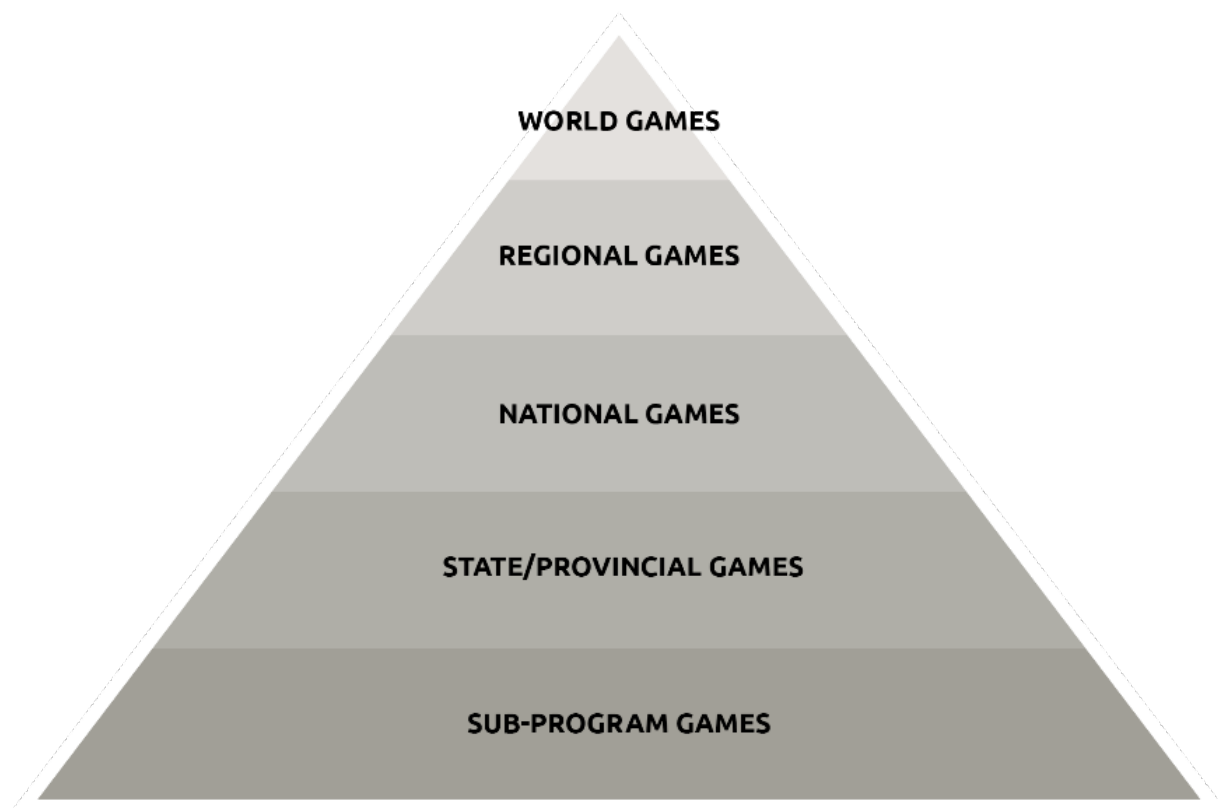 WORLD GAMES
REGIONAL GAMES
NATIONAL GAMES
STATE/PROVINCIAL GAMES
SUB-PROGRAM GAMES